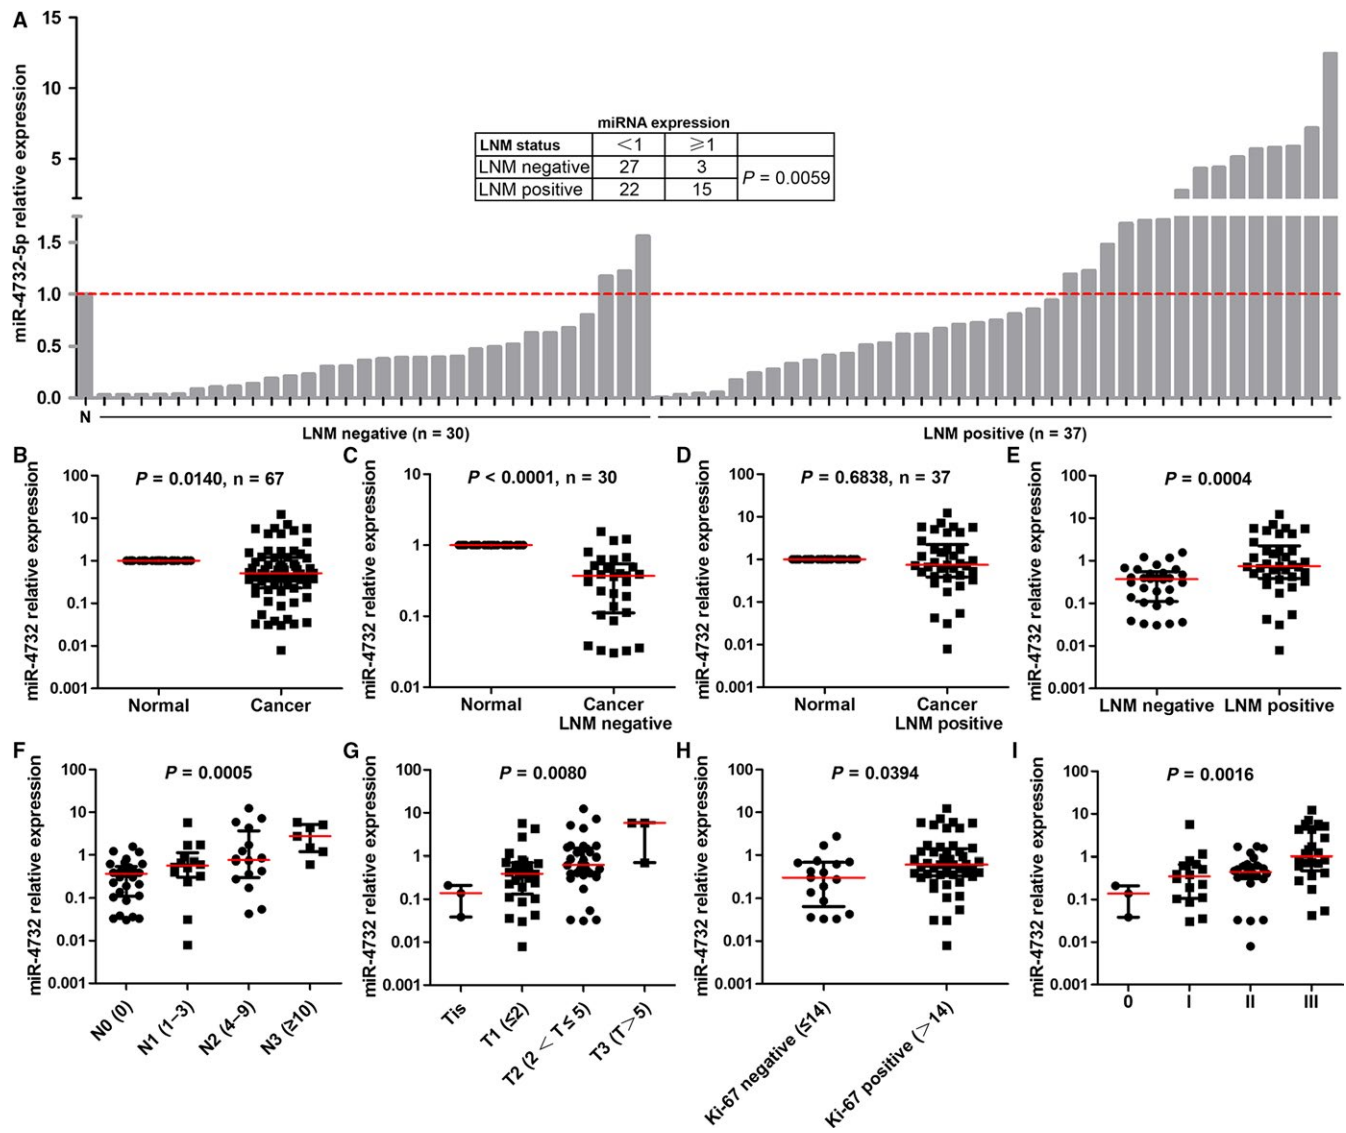 A
miR-4732-5p relative expression
15
10
5
1.5
1.0
0.5
0.0
miRNA expression
LNM status <1 ⩾1
LNM negative 27 3
LNM positive 22 15
P = 0.0059
N
LNM negative (n = 30)
LNM positive (n = 37)
B
miR-4732 relative expression
P = 0.0140, n = 67
100
10
1
0.1
0.01
0.001
Normal
Cancer
C
miR-4732 relative expression
P < 0.0001, n = 30
10
1
0.1
0.01
Normal
Cancer
LNM negative
D
miR-4732 relative expression
P = 0.6838, n = 37
100
10
1
0.1
0.01
0.001
Normal
Cancer
LNM positive
E
miR-4732 relative expression
P = 0.0004
100
10
1
0.1
0.01
0.001
LNM negative
LNM positive
F
miR-4732 relative expression
P = 0.0005
100
10
1
0.1
0.01
0.001
N0 (0)
N1 (1–3)
N2 (4–9)
N3 (≥10)
G
miR-4732 relative expression
P = 0.0080
100
10
1
0.1
0.01
0.001
Tis
T1 (≤2)
T2 (2 < T ≤ 5)
T3 (T > 5)
H
miR-4732 relative expression
P = 0.0394
100
10
1
0.1
0.01
0.001
Ki-67 negative (≤14)
Ki-67 positive (>14)
I
miR-4732 relative expression
P = 0.0016
100
10
1
0.1
0.01
0.001
0
I
II
III